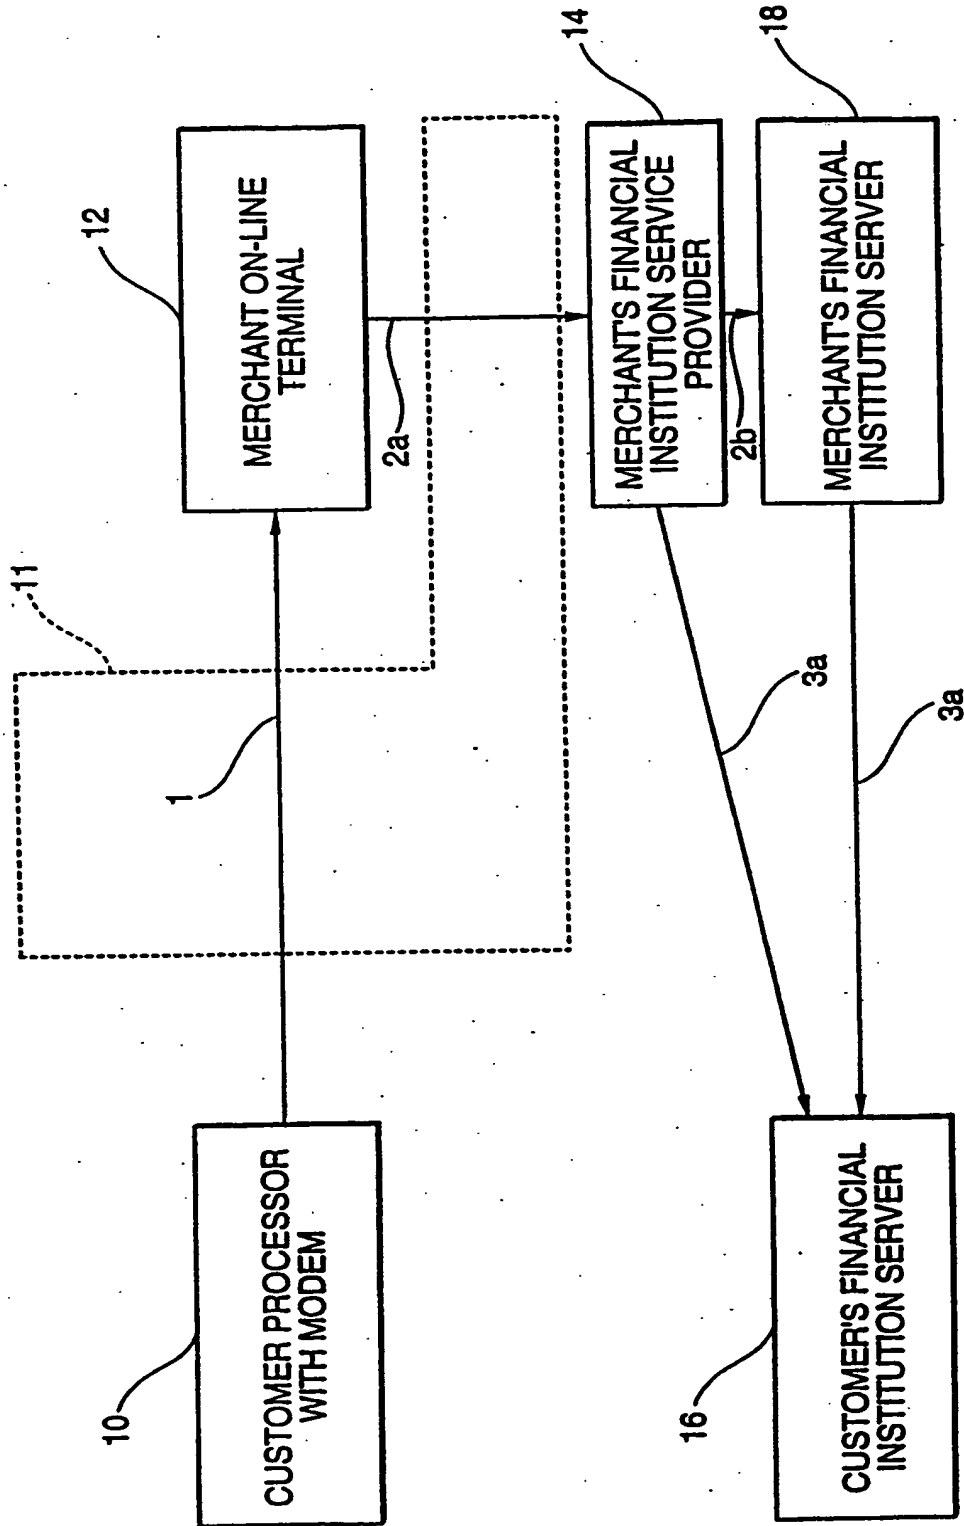 10
CUSTOMER PROCESSOR
WITH MODEM
11
1
12
MERCHANT ON-LINE
TERMINAL
2a
14
MERCHANT'S FINANCIAL
INSTITUTION SERVICE
PROVIDER
2b
18
MERCHANT'S FINANCIAL
INSTITUTION SERVER
3a
3a
16
CUSTOMER'S FINANCIAL
INSTITUTION SERVER